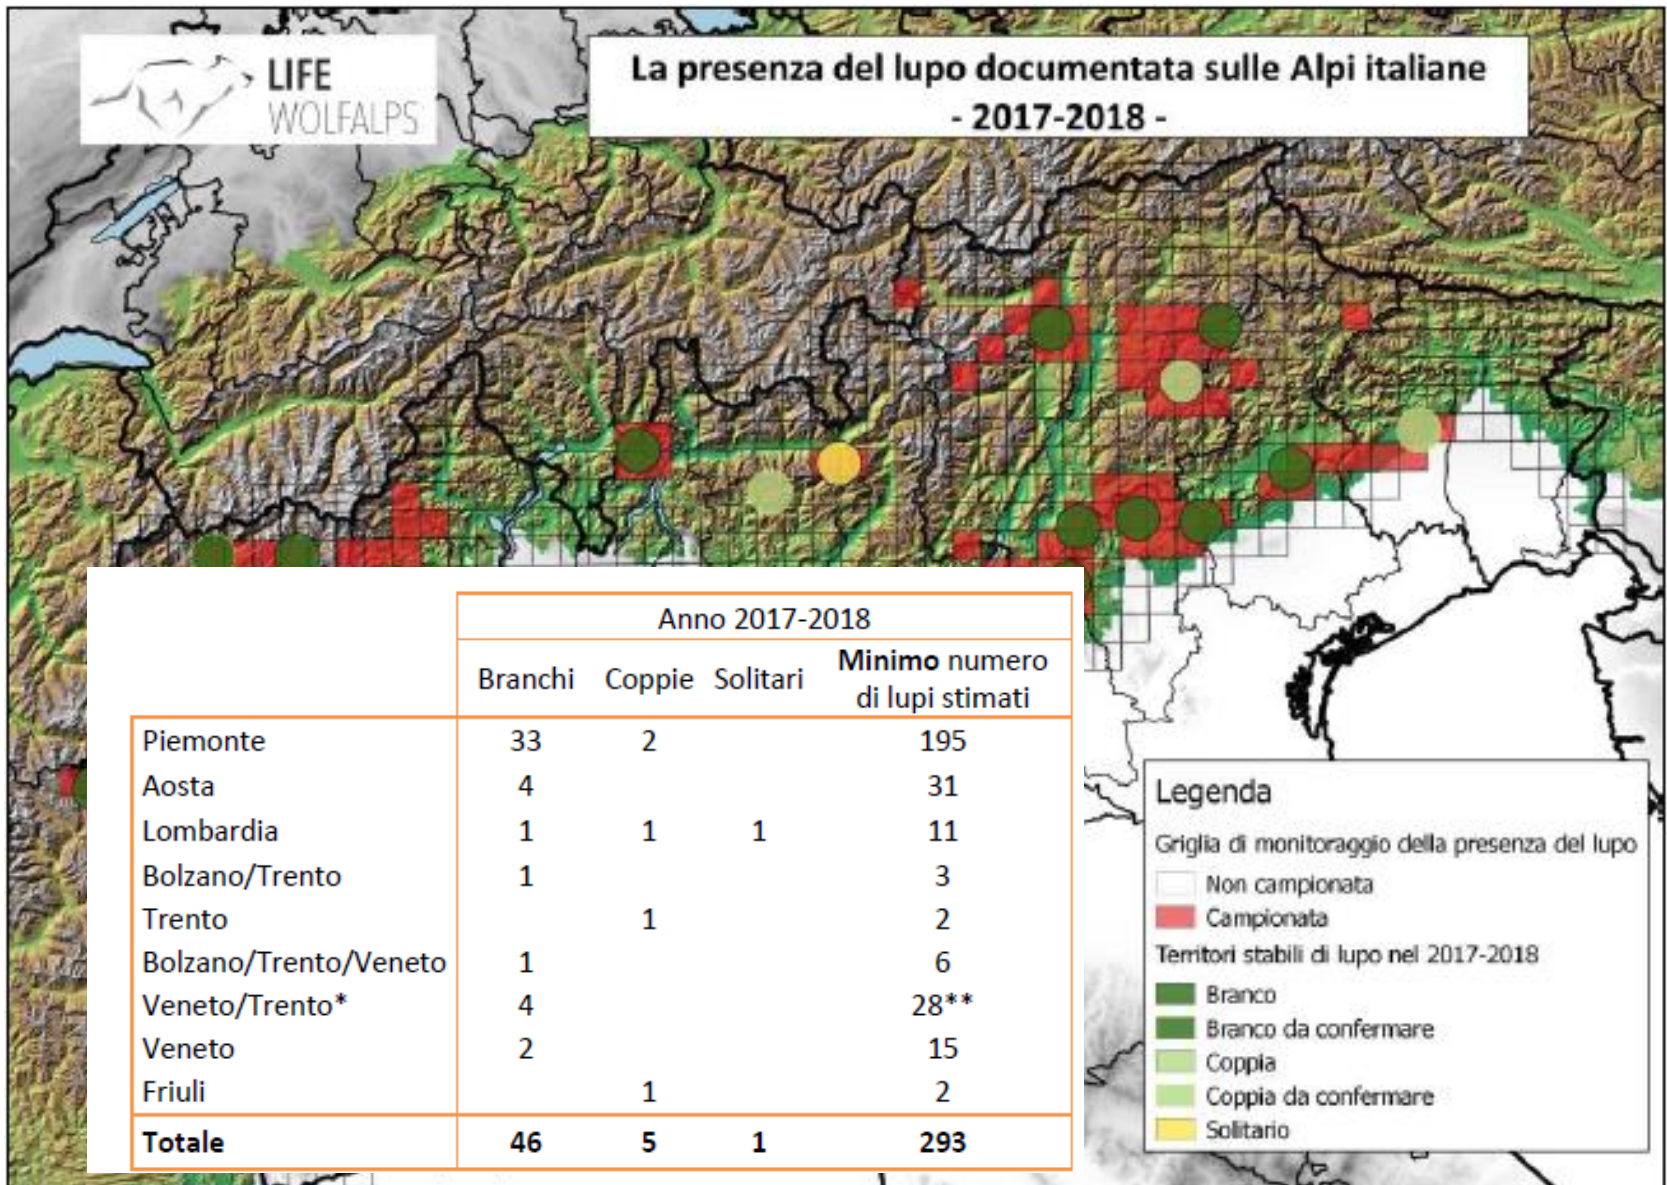 LIFE
WOLFALPS
La presenza del lupo documentata sulle Alpi italiane
- 2017-2018 -
Anno 2017-2018
Branchi Coppie Solitari Minimo numero di lupi stimati
Piemonte 33 2 195
Aosta 4 31
Lombardia 1 1 1 11
Bolzano/Trento 1 3
Trento 1 2
Bolzano/Trento/Veneto 1 6
Veneto/Trento* 4 28**
Veneto 2 15
Friuli 1 2
Totale 46 5 1 293
Legenda
Griglia di monitoraggio della presenza del lupo
Non campionata
Campionata
Territori stabili di lupo nel 2017-2018
Branco
Branco da confermare
Coppia
Coppia da confermare
Solitario